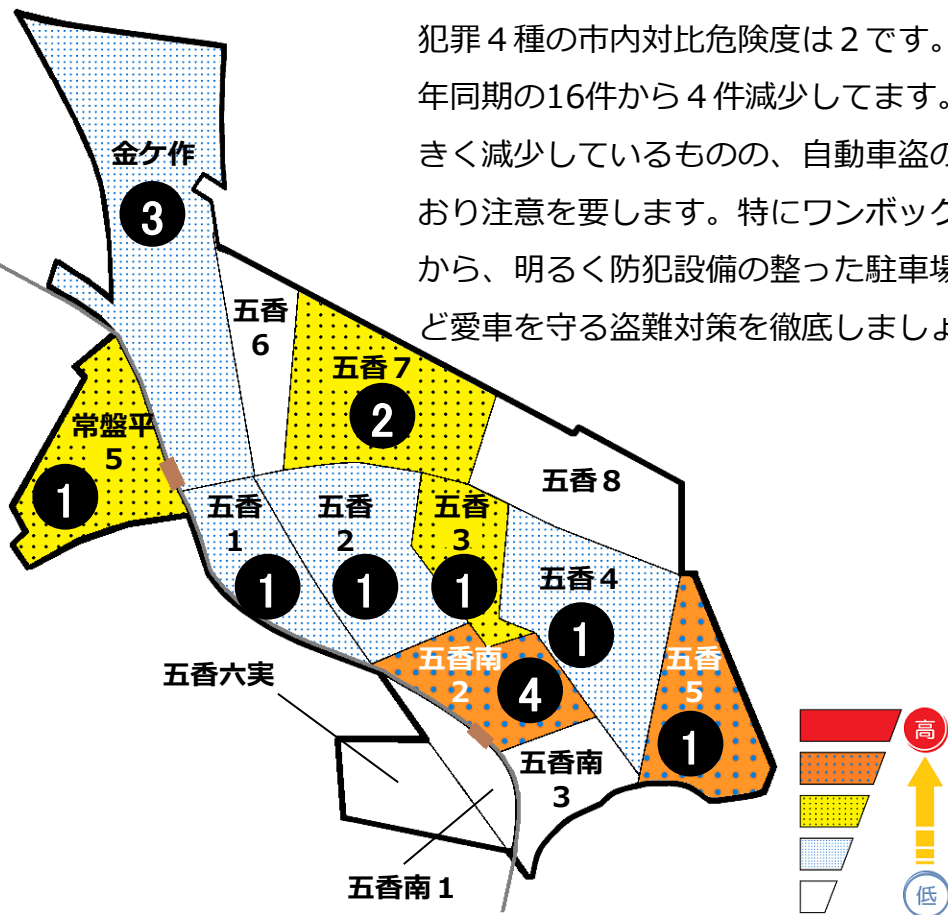 犯罪４種の市内対比危険度は２です。
年同期の16件から４件減少してます。
きく減少しているものの、自動車盗の
おり注意を要します。特にワンボック
から、明るく防犯設備の整った駐車場
ど愛車を守る盗難対策を徹底しましょ
金ケ作
3
五香
6
五香７
2
常盤平
5
1
五香
1
1
五香
2
1
五香
3
1
五香８
五香４
1
五香
5
1
五香南
2
4
五香六実
五香南
3
五香南１
高
低